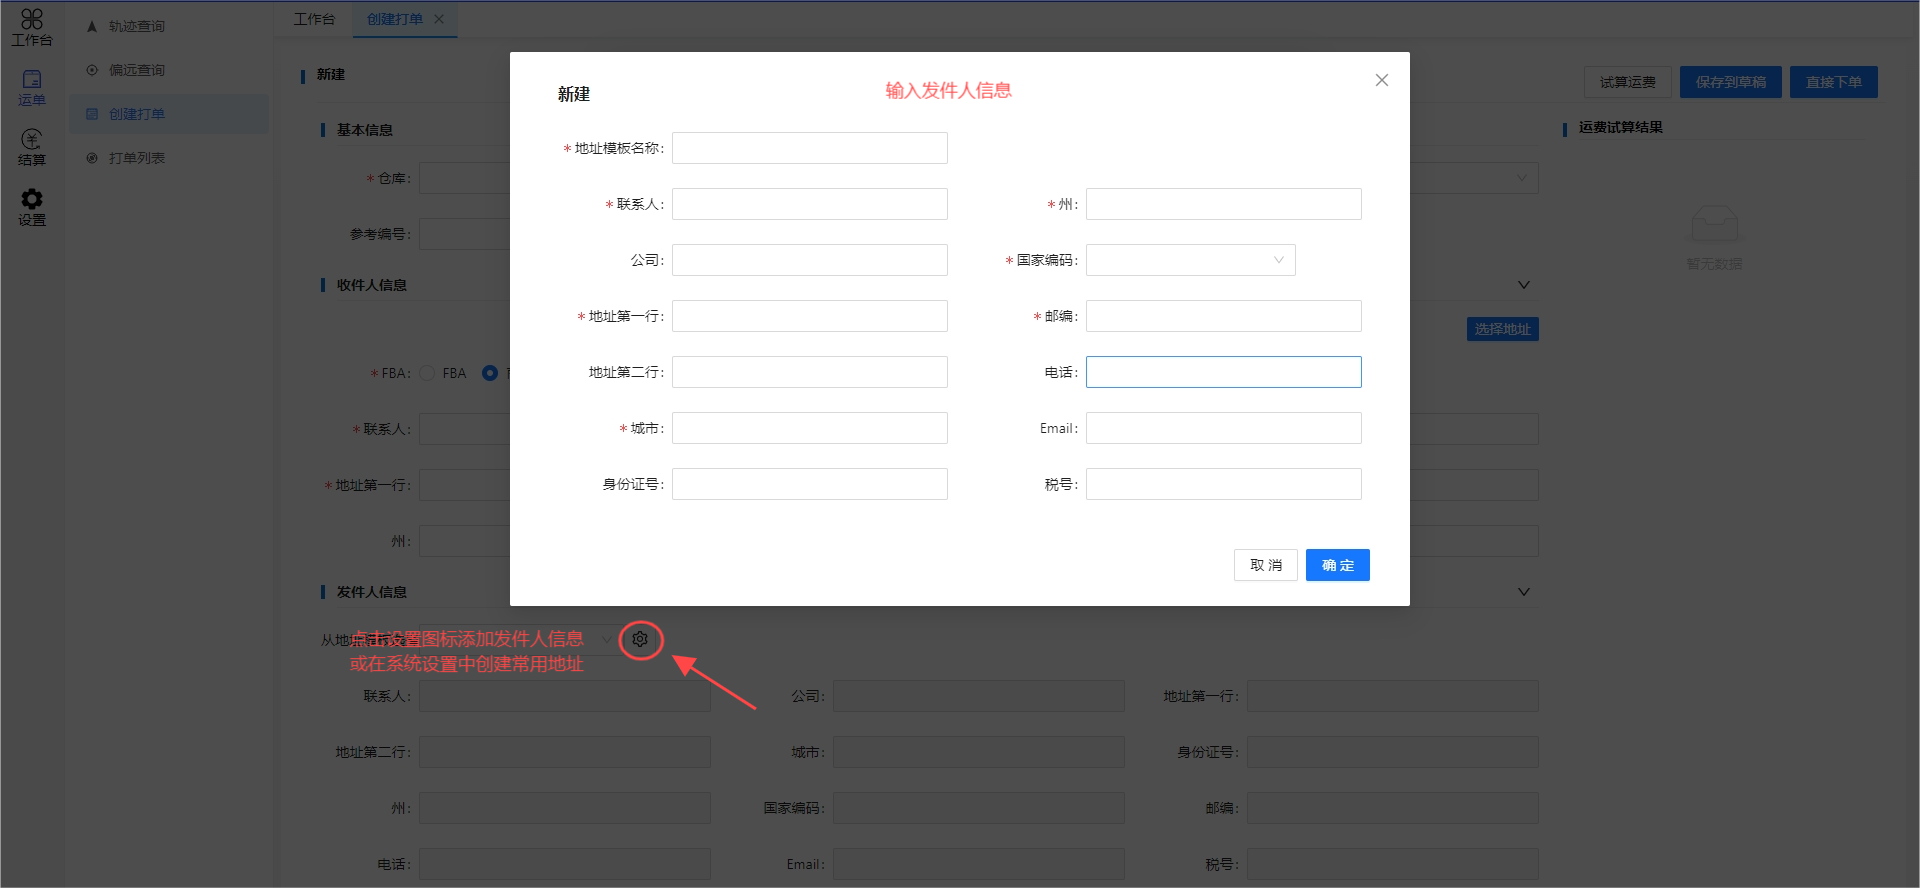 工作台
运单
结算
设置
轨迹查询
偏远查询
创建打单
打单列表
工作台
创建打单
新建
试算运费
保存到草稿
直接下单
基本信息
运费试算结果
* 仓库:
参考编号:
暂无数据
收件人信息
选择地址
* FBA:
FBA
* 联系人:
* 地址第一行:
州:
新建
输入发件人信息
* 地址模板名称:
* 联系人:
* 州:
公司:
* 国家编码:
* 地址第一行:
* 邮编:
地址第二行:
电话:
* 城市:
Email:
身份证号:
税号:
取 消
确 定
发件人信息
从地址
点击设置图标添加发件人信息
或在系统设置中创建常用地址
联系人:
公司:
地址第一行:
地址第二行:
城市:
身份证号:
州:
国家编码:
邮编:
电话:
Email:
税号: